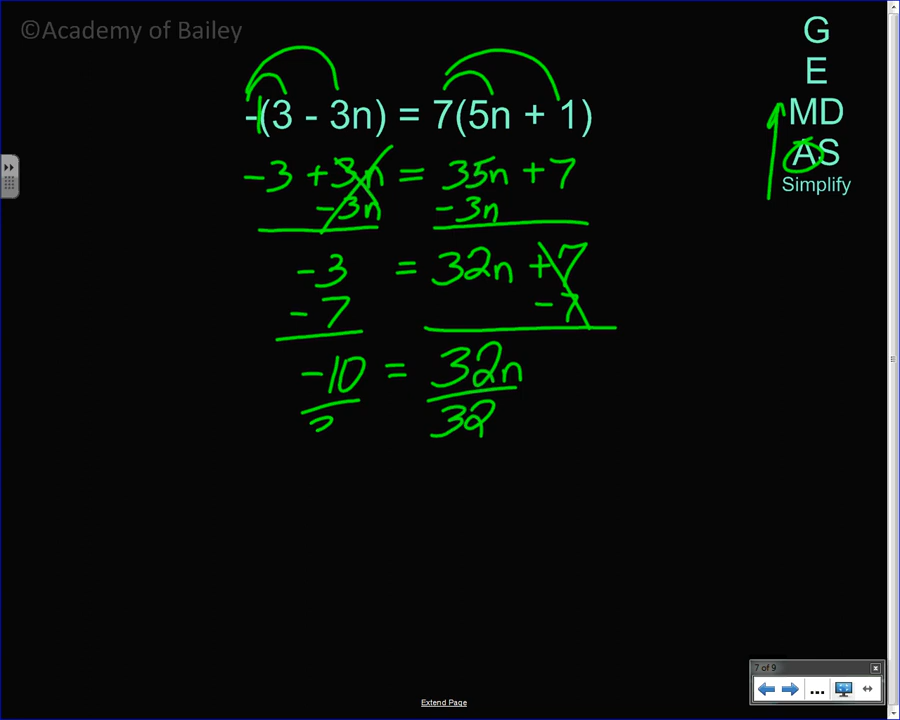 ©Academy of Bailey
G
E
MD
AS
Simplify
-(3 - 3n) = 7(5n + 1)
-3 + 3n = 35n + 7
-3n -3n
-3 = 32n + 7
-7 -7
-10 = 32n
3 32
7 of 9
Extend Page